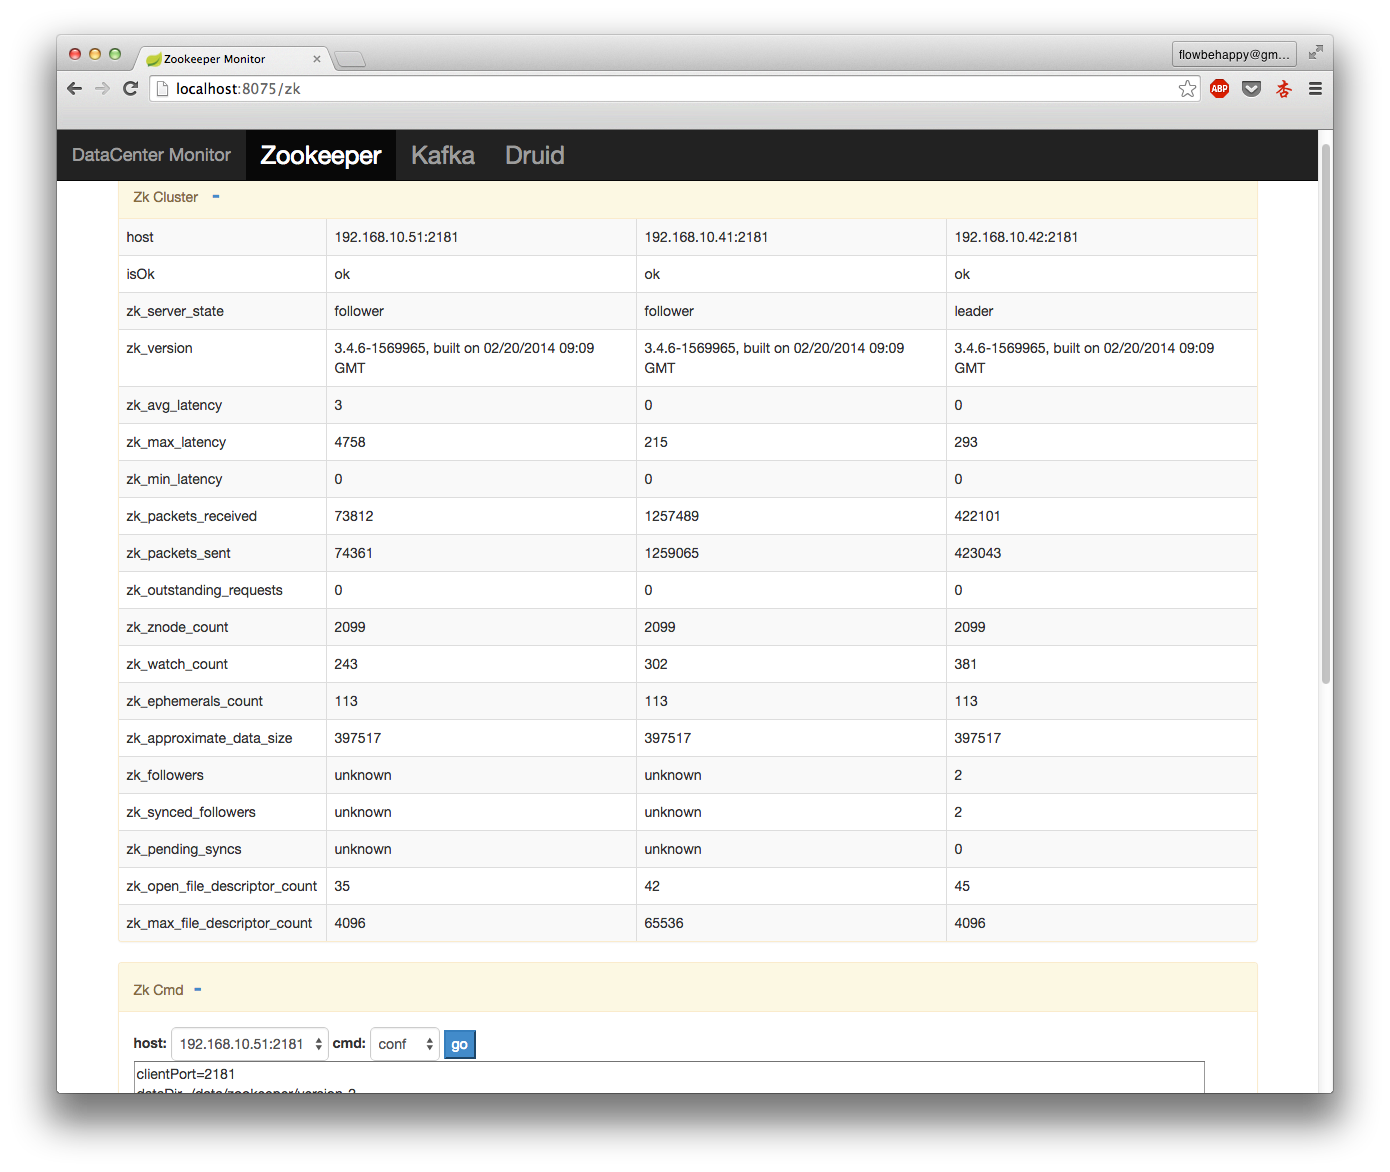 Zookeeper Monitor
flowbehappy@gm...
localhost:8075/zk
ABP
杏
DataCenter Monitor Zookeeper Kafka Druid
Zk Cluster -
host 192.168.10.51:2181 192.168.10.41:2181 192.168.10.42:2181
isOk ok ok ok
zk_server_state follower follower leader
zk_version 3.4.6-1569965, built on 02/20/2014 09:09 GMT 3.4.6-1569965, built on 02/20/2014 09:09 GMT 3.4.6-1569965, built on 02/20/2014 09:09 GMT
zk_avg_latency 3 0 0
zk_max_latency 4758 215 293
zk_min_latency 0 0 0
zk_packets_received 73812 1257489 422101
zk_packets_sent 74361 1259065 423043
zk_outstanding_requests 0 0 0
zk_znode_count 2099 2099 2099
zk_watch_count 243 302 381
zk_ephemerals_count 113 113 113
zk_approximate_data_size 397517 397517 397517
zk_followers unknown unknown 2
zk_synced_followers unknown unknown 2
zk_pending_syncs unknown unknown 0
zk_open_file_descriptor_count 35 42 45
zk_max_file_descriptor_count 4096 65536 4096
Zk Cmd -
host: 192.168.10.51:2181 cmd: conf go
clientPort=2181
dataDir=/data/zookeeper/version-2